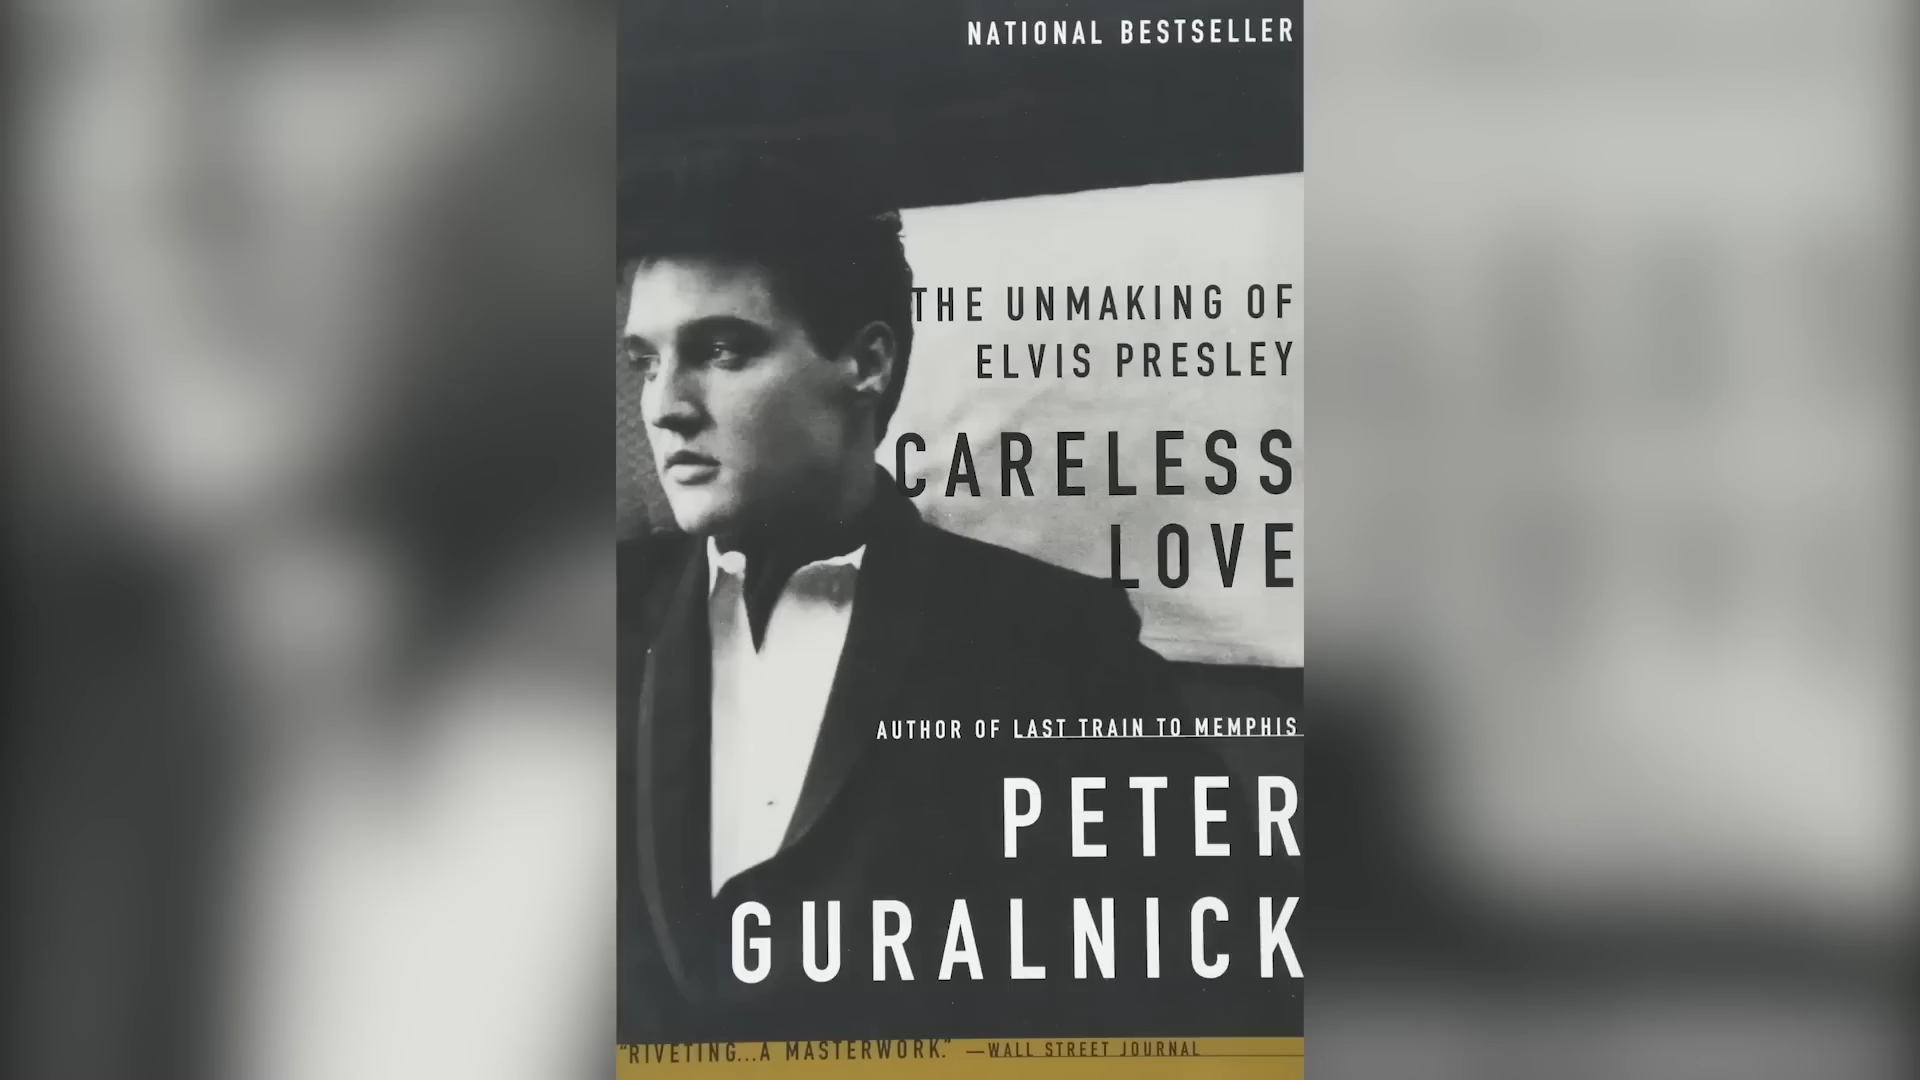 NATIONAL BESTSELLER
THE UNMAKING OF
ELVIS PRESLEY
CARELESS
LOVE
AUTHOR OF LAST TRAIN TO MEMPHIS
PETER
GURALNICK
"RIVETING...A MASTERWORK." —WALL STREET JOURNAL